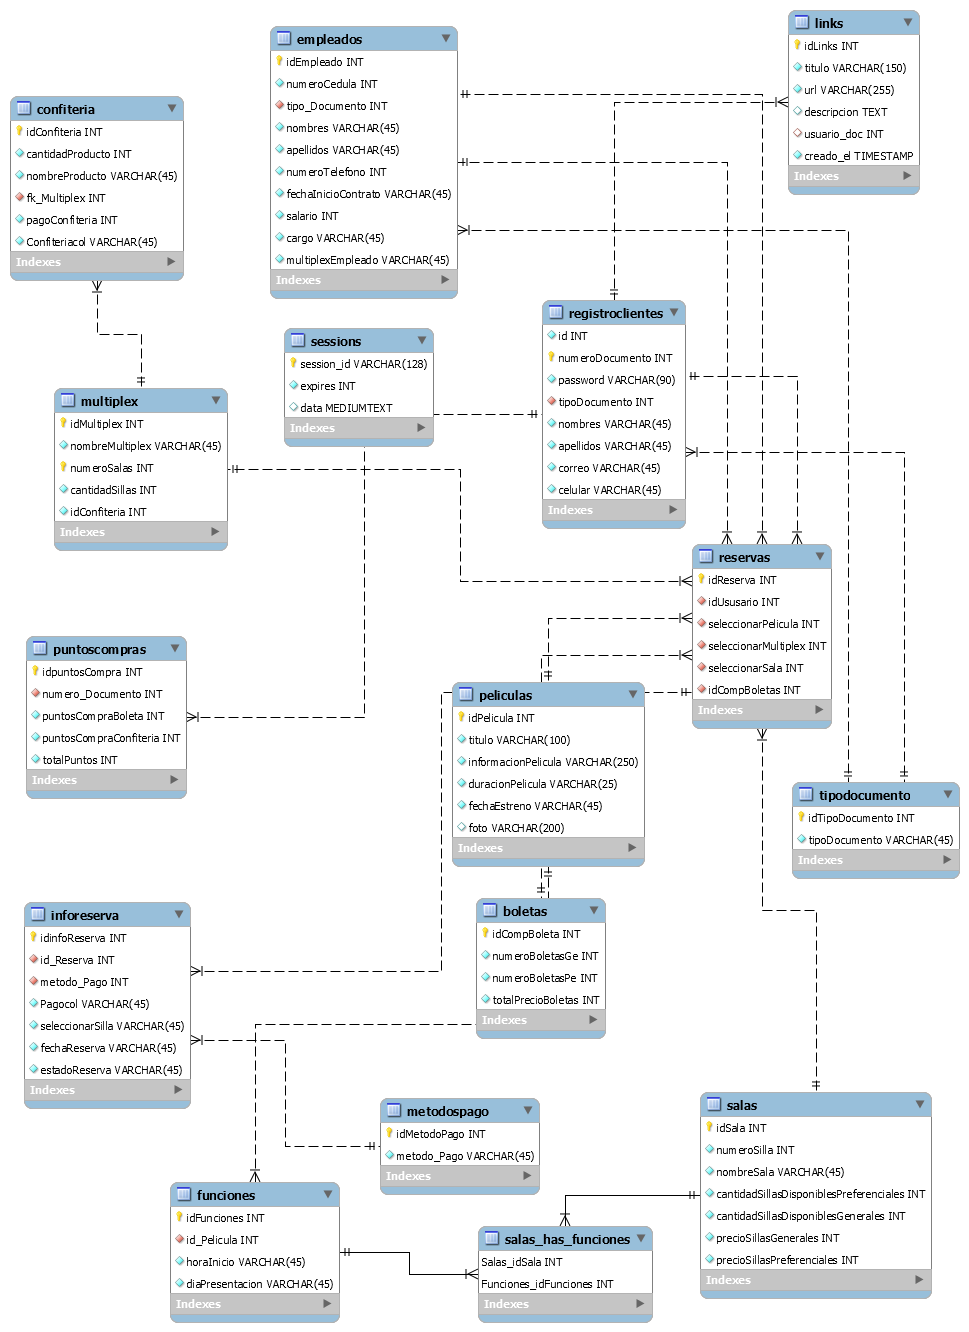 links
idLinks INT
titulo VARCHAR(150)
url VARCHAR(255)
descripcion TEXT
usuario_doc INT
creado_el TIMESTAMP
Indexes
empleados
idEmpleado INT
numeroCedula INT
tipo_Documento INT
nombres VARCHAR(45)
apellidos VARCHAR(45)
numeroTelefono INT
fechaInicioContrato VARCHAR(45)
salario INT
cargo VARCHAR(45)
multiplexEmpleado VARCHAR(45)
Indexes
confiteria
idConfiteria INT
cantidadProducto INT
nombreProducto VARCHAR(45)
fk_Multiplex INT
pagoConfiteria INT
Confiteriacol VARCHAR(45)
Indexes
registroclientes
id INT
numeroDocumento INT
password VARCHAR(90)
tipoDocumento INT
nombres VARCHAR(45)
apellidos VARCHAR(45)
correo VARCHAR(45)
celular VARCHAR(45)
Indexes
sessions
session_id VARCHAR(128)
expires INT
data MEDIUMTEXT
Indexes
multiplex
idMultiplex INT
nombreMultiplex VARCHAR(45)
numeroSalas INT
cantidadSillas INT
idConfiteria INT
Indexes
reservas
idReserva INT
idUsusario INT
seleccionarPelicula INT
seleccionarMultiplex INT
seleccionarSala INT
idCompBoletas INT
Indexes
puntoscompras
idpuntosCompra INT
numero_Documento INT
puntosCompraBoleta INT
puntosCompraConfiteria INT
totalPuntos INT
Indexes
peliculas
idPelicula INT
titulo VARCHAR(100)
informacionPelicula VARCHAR(250)
duracionPelicula VARCHAR(25)
fechaEstreno VARCHAR(45)
foto VARCHAR(200)
Indexes
tipodocumento
idTipoDocumento INT
tipoDocumento VARCHAR(45)
Indexes
boletas
idCompBoleta INT
numeroBoletasGe INT
numeroBoletasPe INT
totalPrecioBoletas INT
Indexes
inforeserva
idinfoReserva INT
id_Reserva INT
metodo_Pago INT
Pagocol VARCHAR(45)
seleccionarSilla VARCHAR(45)
fechaReserva VARCHAR(45)
estadoReserva VARCHAR(45)
Indexes
metodospago
idMetodoPago INT
metodo_Pago VARCHAR(45)
Indexes
salas
idSala INT
numeroSilla INT
nombreSala VARCHAR(45)
cantidadSillasDisponiblesPreferenciales INT
cantidadSillasDisponiblesGenerales INT
precioSillasGenerales INT
precioSillasPreferenciales INT
Indexes
funciones
idFunciones INT
id_Pelicula INT
horaInicio VARCHAR(45)
diaPresentacion VARCHAR(45)
Indexes
salas_has_funciones
Salas_idSala INT
Funciones_idFunciones INT
Indexes